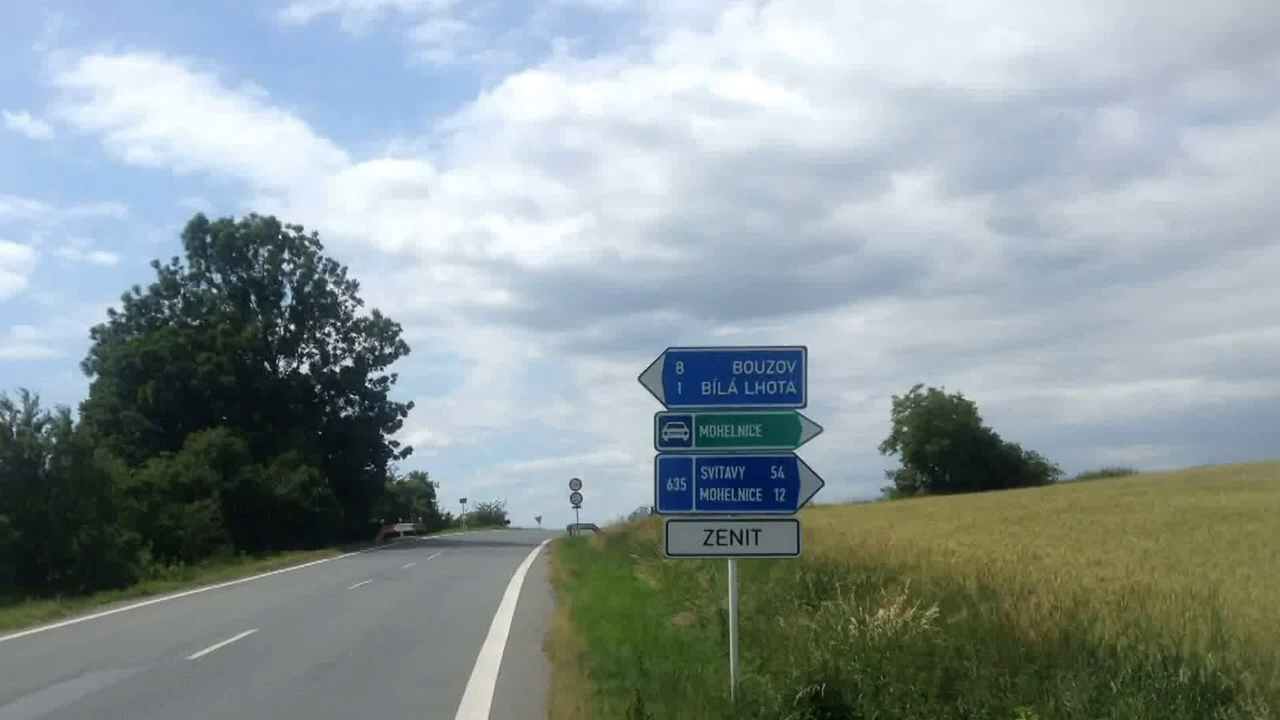 8 BOUZOV
1 BÍLÁ LHOTA
MOHELNICE
635 SVITAVY 54
MOHELNICE 12
ZENIT